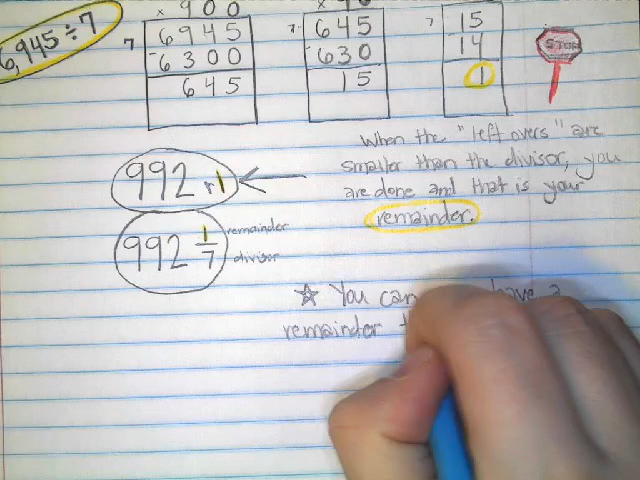 6,945 ÷ 7
× 900
7 6945
-6300
645
7 645
-630
15
7 15
-14
1
STOP
When the "left overs" are
smaller than the divisor, you
are done and that is your
remainder.
992 r1
992 1/7 remainder
divisor
☆ You can have a
remainder